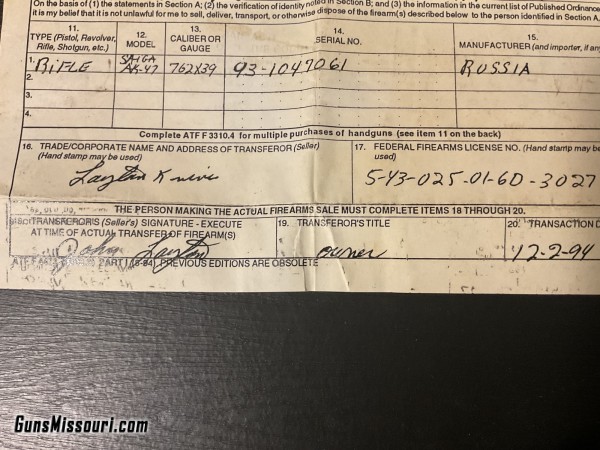 On the basis of (1) the statements in Section A; (2) the verification of identity noted in Section B; and (3) the information in the current List of Published Ordinance
it is my belief that it is not unlawful for me to sell, deliver, transport, or otherwise dispose of the firearm(s) described below to the person identified in Section A.
11.
TYPE (Pistol, Revolver, Rifle, Shotgun, etc.)
12.
MODEL
13.
CALIBER OR GAUGE
14.
SERIAL NO.
15.
MANUFACTURER (and importer, if any
1. RIFLE SAIGA AK-47 762X39 93-1047061 RUSSIA
2.
3.
4.
Complete ATF F 3310.4 for multiple purchases of handguns (see item 11 on the back)
16. TRADE/CORPORATE NAME AND ADDRESS OF TRANSFEROR (Seller)
(Hand stamp may be used)
Layton Knives
17. FEDERAL FIREARMS LICENSE NO. (Hand stamp may be
used)
5-43-025-01-6D-3027
THE PERSON MAKING THE ACTUAL FIREARMS SALE MUST COMPLETE ITEMS 18 THROUGH 20.
TRANSFEROR'S (Seller's) SIGNATURE - EXECUTE
AT TIME OF ACTUAL TRANSFER OF FIREARM(S)
John Layton
19. TRANSFEROR'S TITLE
owner
20. TRANSACTION D
12-2-94
PART I (8-94) PREVIOUS EDITIONS ARE OBSOLETE
GunsMissouri.com